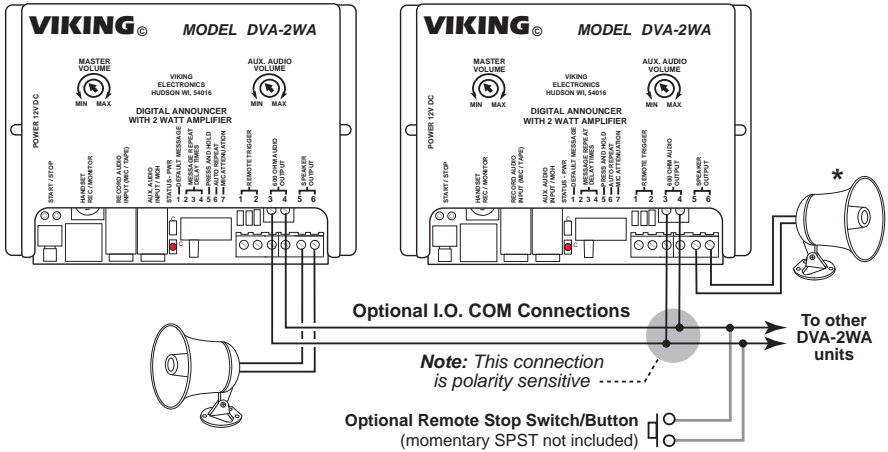 VIKING © MODEL DVA-2WA
MASTER VOLUME
MIN MAX
AUX. AUDIO VOLUME
MIN MAX
VIKING
ELECTRONICS
HUDSON WI, 54016
DIGITAL ANNOUNCER
WITH 2 WATT AMPLIFIER
POWER 12V DC
START / STOP
HANDSET
REC / MONITOR
RECORD AUDIO
INPUT (MIC / TAPE)
AUX. AUDIO
INPUT / MOH
STATUS - PWR
1 DEFAULT MESSAGE
2 3 4 MESSAGE REPEAT DELAY TIMES
5 PRESS AND HOLD
6 AUTO REPEAT
7 MIC ATTENUATION
1 2 REMOTE TRIGGER
3 4 600 OHM AUDIO OUTPUT
5 6 SPEAKER OUTPUT
C
C
VIKING © MODEL DVA-2WA
MASTER VOLUME
MIN MAX
AUX. AUDIO VOLUME
MIN MAX
VIKING
ELECTRONICS
HUDSON WI, 54016
DIGITAL ANNOUNCER
WITH 2 WATT AMPLIFIER
POWER 12V DC
START / STOP
HANDSET
REC / MONITOR
RECORD AUDIO
INPUT (MIC / TAPE)
AUX. AUDIO
INPUT / MOH
STATUS - PWR
1 DEFAULT MESSAGE
2 3 4 MESSAGE REPEAT DELAY TIMES
5 PRESS AND HOLD
6 AUTO REPEAT
7 MIC ATTENUATION
1 2 REMOTE TRIGGER
3 4 600 OHM AUDIO OUTPUT
5 6 SPEAKER OUTPUT
C
C
*
Optional I.O. COM Connections
To other
DVA-2WA
units
Note: This connection
is polarity sensitive
Optional Remote Stop Switch/Button
(momentary SPST not included)